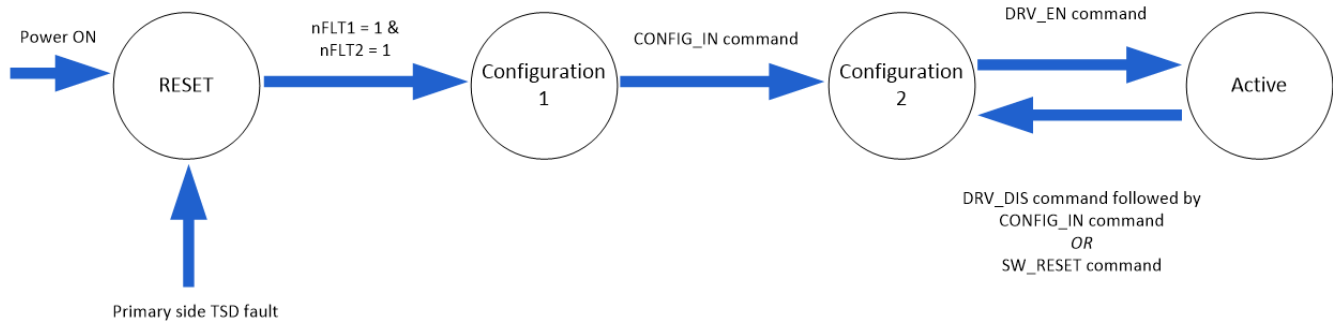 Power ON
RESET
nFLT1 = 1 &
nFLT2 = 1
Configuration
1
CONFIG_IN command
Configuration
2
DRV_EN command
Active
DRV_DIS command followed by
CONFIG_IN command
OR
SW_RESET command
Primary side TSD fault